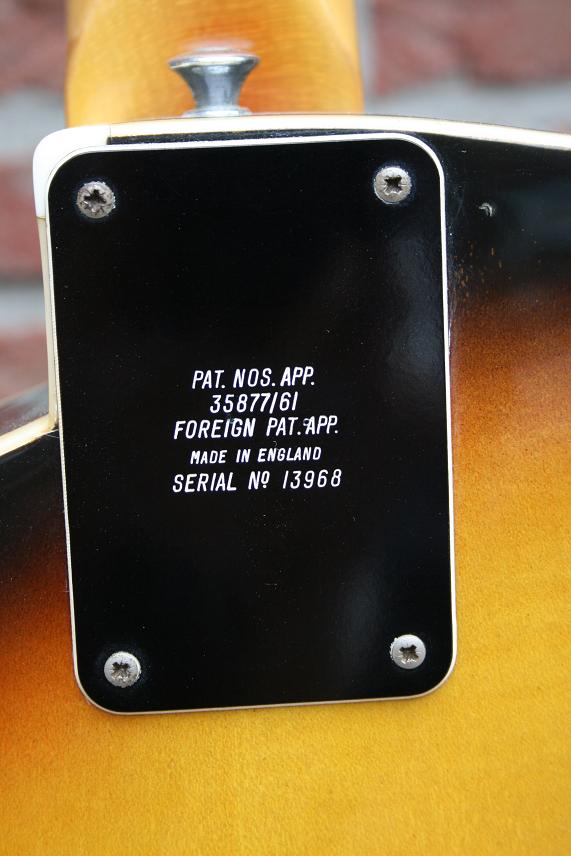 PAT. NOS. APP.
35877/61
FOREIGN PAT. APP.
MADE IN ENGLAND
SERIAL Nº 13968